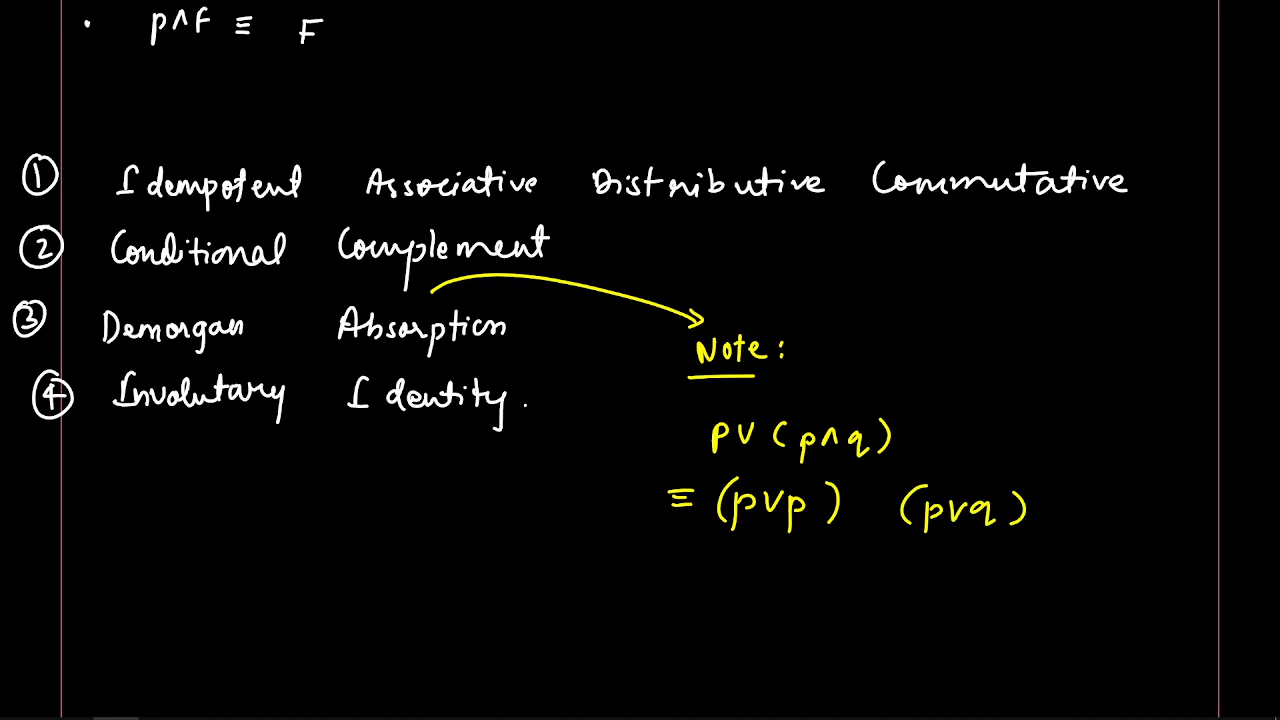 · p∧F ≡ F
① Idempotent Associative Distributive Commutative
② Conditional Complement
③ Demorgan Absorption
④ Involutary Identity.
Note:
p∨(p∧q)
≡ (p∨p) (p∨q)